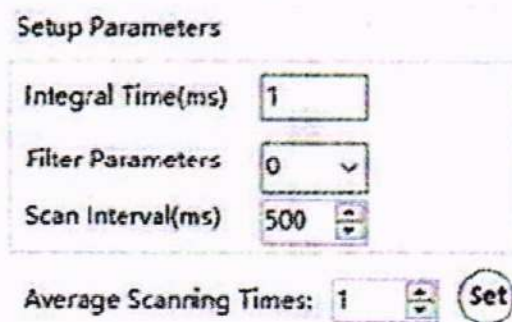 Setup Parameters
Integral Time(ms) 1
Filter Parameters 0
Scan Interval(ms) 500
Average Scanning Times: 1 Set